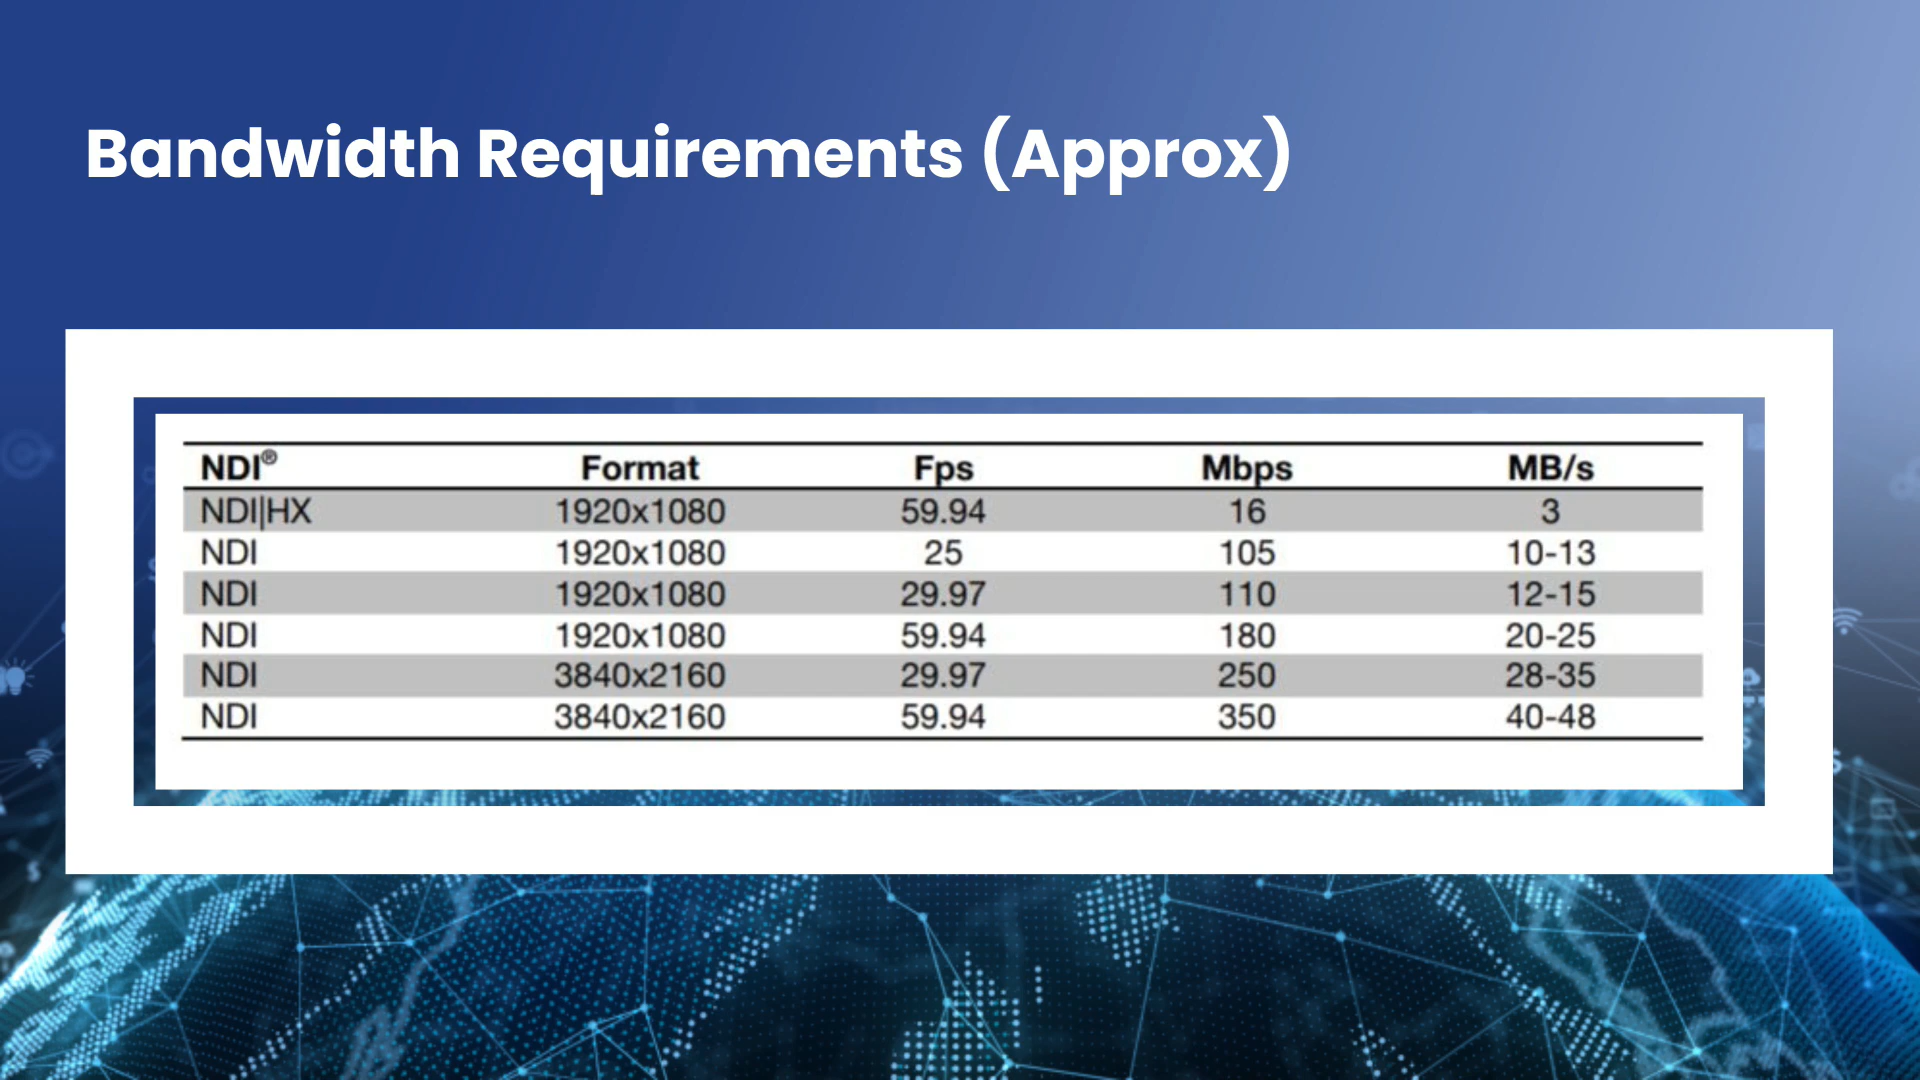 Bandwidth Requirements (Approx)
NDI® Format Fps Mbps MB/s
NDI|HX 1920x1080 59.94 16 3
NDI 1920x1080 25 105 10-13
NDI 1920x1080 29.97 110 12-15
NDI 1920x1080 59.94 180 20-25
NDI 3840x2160 29.97 250 28-35
NDI 3840x2160 59.94 350 40-48